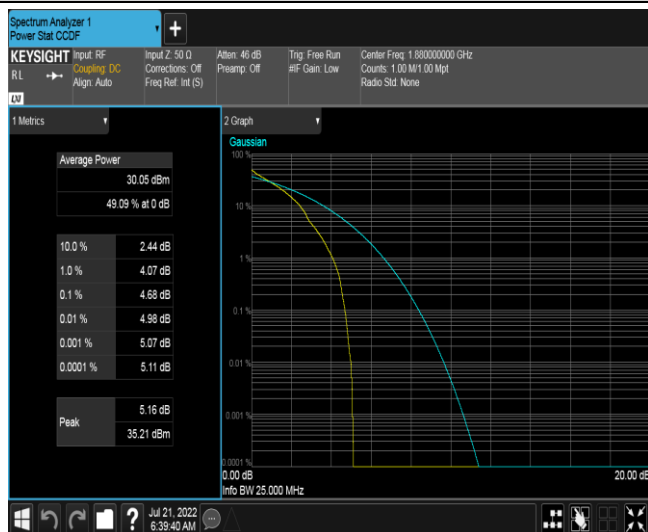 Spectrum Analyzer 1
Power Stat CCDF
KEYSIGHT
RL
Input: RF
Coupling: DC
Align: Auto
Input Z: 50 Ω
Corrections: Off
Freq Ref: Int (S)
Atten: 46 dB
Preamp: Off
Trig: Free Run
#IF Gain: Low
Center Freq: 1.880000000 GHz
Counts: 1.00 M/1.00 Mpt
Radio Std: None
LXI
1 Metrics
Average Power
30.05 dBm
49.09 % at 0 dB
10.0 % 2.44 dB
1.0 % 4.07 dB
0.1 % 4.68 dB
0.01 % 4.98 dB
0.001 % 5.07 dB
0.0001 % 5.11 dB
Peak
5.16 dB
35.21 dBm
2 Graph
Gaussian
100 %
10 %
1 %
0.1 %
0.01 %
0.001 %
0.0001 %
0.00 dB
20.00 dB
Info BW 25.000 MHz
?
Jul 21, 2022
6:39:40 AM